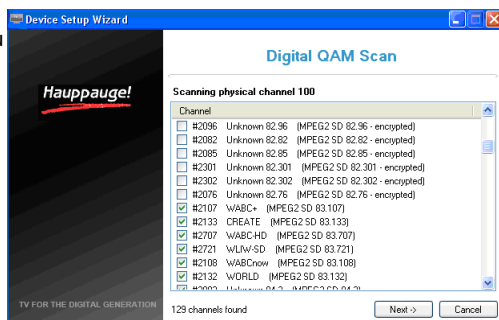 Device Setup Wizard
Hauppauge!
TV FOR THE DIGITAL GENERATION
Digital QAM Scan
Scanning physical channel 100
Channel
#2096 Unknown 82.96 (MPEG2 SD 82.96 - encrypted)
#2082 Unknown 82.82 (MPEG2 SD 82.82 - encrypted)
#2085 Unknown 82.85 (MPEG2 SD 82.85 - encrypted)
#2301 Unknown 82.301 (MPEG2 SD 82.301 - encrypted)
#2302 Unknown 82.302 (MPEG2 SD 82.302 - encrypted)
#2076 Unknown 82.76 (MPEG2 SD 82.76 - encrypted)
#2107 WABC+ (MPEG2 SD 83.107)
#2133 CREATE (MPEG2 SD 83.133)
#2707 WABC-HD (MPEG2 SD 83.707)
#2721 WLIW-SD (MPEG2 SD 83.721)
#2108 WABCnow (MPEG2 SD 83.108)
#2132 WORLD (MPEG2 SD 83.132)
129 channels found
Next ->
Cancel